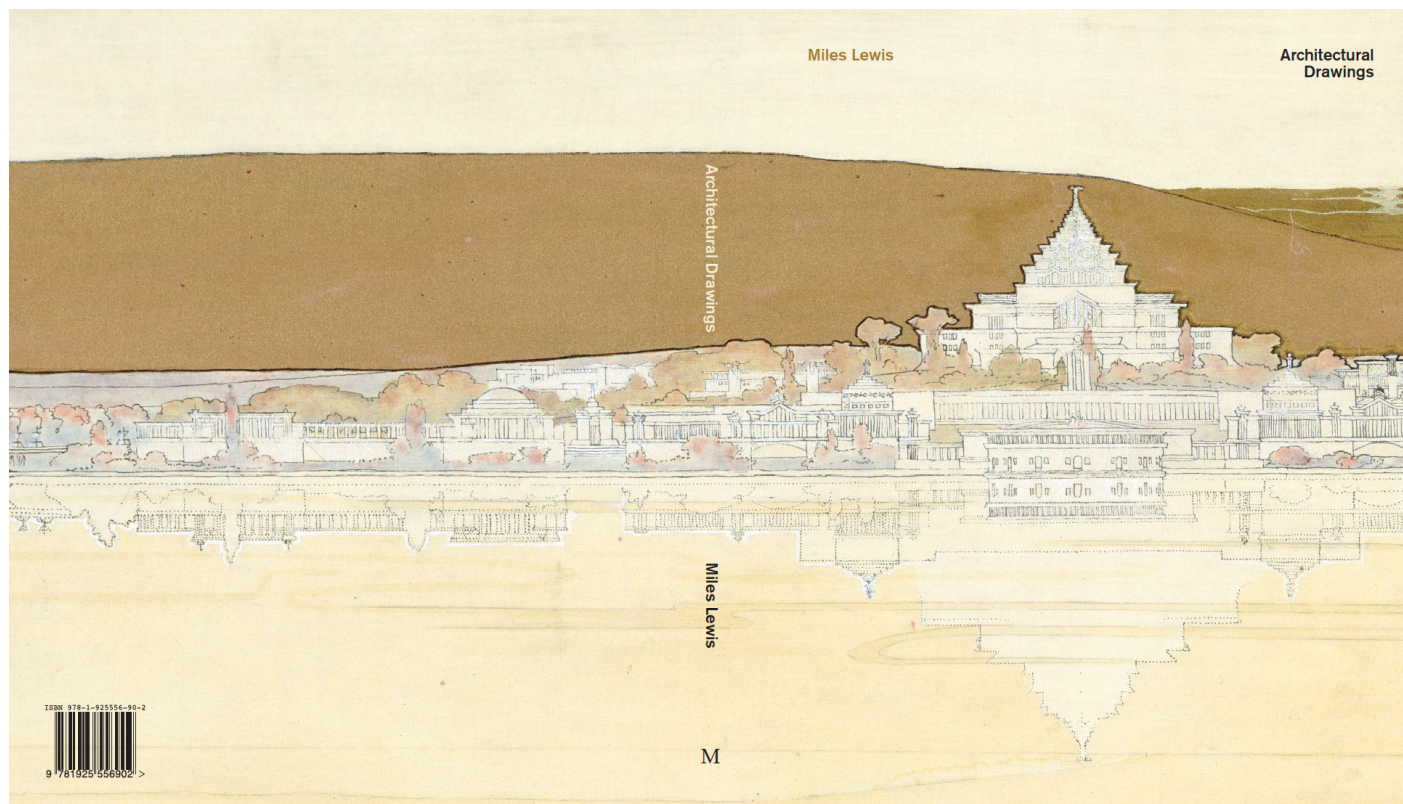 Miles Lewis
Architectural
Drawings
Architectural Drawings
Miles Lewis
M
ISBN 978-1-925556-90-2
9 781925 556902 >